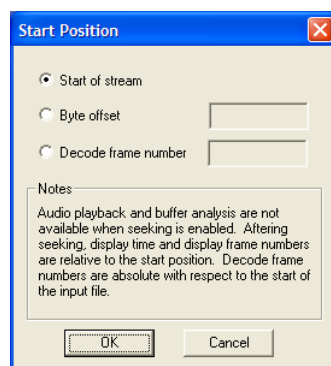 Start Position
Start of stream
Byte offset
Decode frame number
Notes
Audio playback and buffer analysis are not
available when seeking is enabled.  Aftering
seeking, display time and display frame numbers
are relative to the start position.  Decode frame
numbers are absolute with respect to the start of
the input file.
OK
Cancel